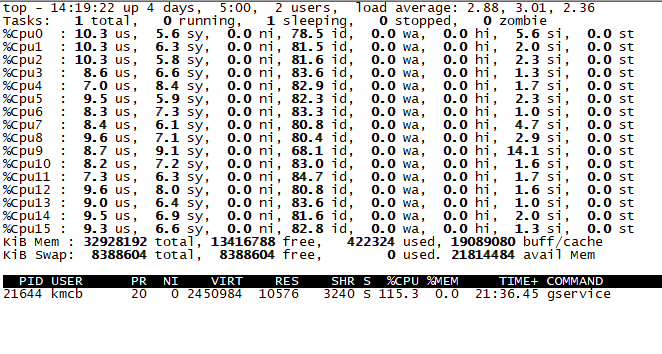 top - 14:19:22 up 4 days,  5:00,  2 users,  load average: 2.88, 3.01, 2.36
Tasks:   1 total,   0 running,   1 sleeping,   0 stopped,   0 zombie
%Cpu0  : 10.3 us,  5.6 sy,  0.0 ni, 78.5 id,  0.0 wa,  0.0 hi,  5.6 si,  0.0 st
%Cpu1  : 10.3 us,  6.3 sy,  0.0 ni, 81.5 id,  0.0 wa,  0.0 hi,  2.0 si,  0.0 st
%Cpu2  : 10.3 us,  5.8 sy,  0.0 ni, 81.6 id,  0.0 wa,  0.0 hi,  2.3 si,  0.0 st
%Cpu3  :  8.6 us,  6.6 sy,  0.0 ni, 83.6 id,  0.0 wa,  0.0 hi,  1.3 si,  0.0 st
%Cpu4  :  7.0 us,  8.4 sy,  0.0 ni, 82.9 id,  0.0 wa,  0.0 hi,  1.7 si,  0.0 st
%Cpu5  :  9.5 us,  5.9 sy,  0.0 ni, 82.3 id,  0.0 wa,  0.0 hi,  2.3 si,  0.0 st
%Cpu6  :  8.3 us,  7.3 sy,  0.0 ni, 83.3 id,  0.0 wa,  0.0 hi,  1.0 si,  0.0 st
%Cpu7  :  8.4 us,  6.1 sy,  0.0 ni, 80.8 id,  0.0 wa,  0.0 hi,  4.7 si,  0.0 st
%Cpu8  :  9.6 us,  7.1 sy,  0.0 ni, 80.4 id,  0.0 wa,  0.0 hi,  2.9 si,  0.0 st
%Cpu9  :  8.7 us,  9.1 sy,  0.0 ni, 68.1 id,  0.0 wa,  0.0 hi, 14.1 si,  0.0 st
%Cpu10 :  8.2 us,  7.2 sy,  0.0 ni, 83.0 id,  0.0 wa,  0.0 hi,  1.6 si,  0.0 st
%Cpu11 :  7.3 us,  6.3 sy,  0.0 ni, 84.7 id,  0.0 wa,  0.0 hi,  1.7 si,  0.0 st
%Cpu12 :  9.6 us,  8.0 sy,  0.0 ni, 80.8 id,  0.0 wa,  0.0 hi,  1.6 si,  0.0 st
%Cpu13 :  9.0 us,  6.4 sy,  0.0 ni, 83.6 id,  0.0 wa,  0.0 hi,  1.0 si,  0.0 st
%Cpu14 :  9.5 us,  6.9 sy,  0.0 ni, 81.6 id,  0.0 wa,  0.0 hi,  2.0 si,  0.0 st
%Cpu15 :  9.3 us,  6.6 sy,  0.0 ni, 82.8 id,  0.0 wa,  0.0 hi,  1.3 si,  0.0 st
KiB Mem : 32928192 total, 13416788 free,   422324 used, 19089080 buff/cache
KiB Swap:  8388604 total,  8388604 free,        0 used. 21814484 avail Mem
PID USER      PR  NI    VIRT    RES    SHR S  %CPU %MEM     TIME+ COMMAND
21644 kmcb      20   0 2450984  10576   3240 S 115.3  0.0  21:36.45 gservice